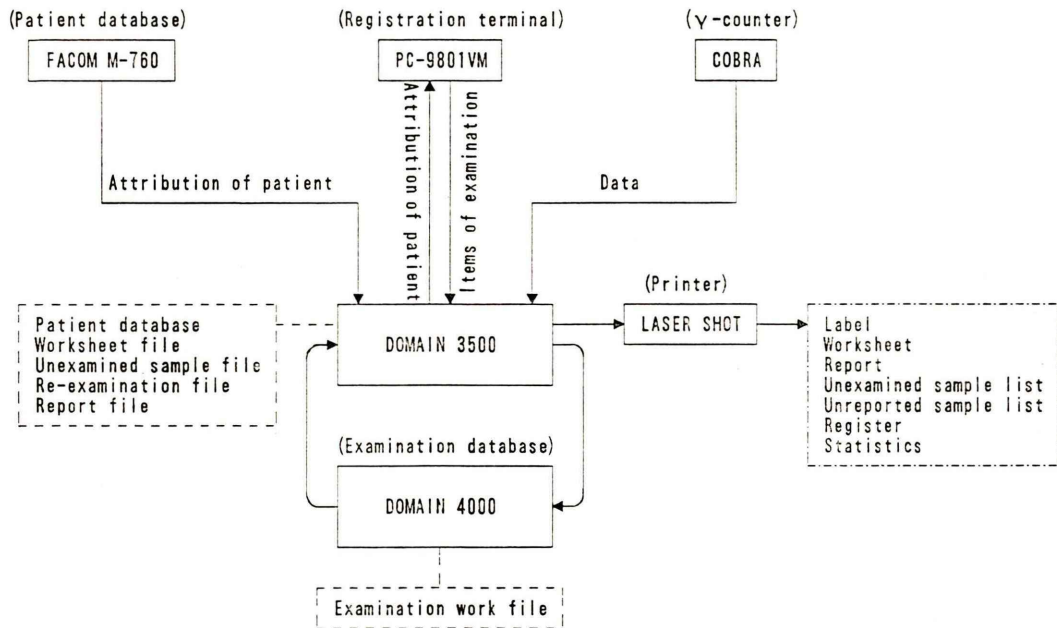 (Patient database)
FACOM M-760
(Registration terminal)
PC-9801VM
(γ-counter)
COBRA
Attribution of patient
Attribution of patient
Items of examination
Data
Patient database
Worksheet file
Unexamined sample file
Re-examination file
Report file
DOMAIN 3500
(Printer)
LASER SHOT
Label
Worksheet
Report
Unexamined sample list
Unreported sample list
Register
Statistics
(Examination database)
DOMAIN 4000
Examination work file